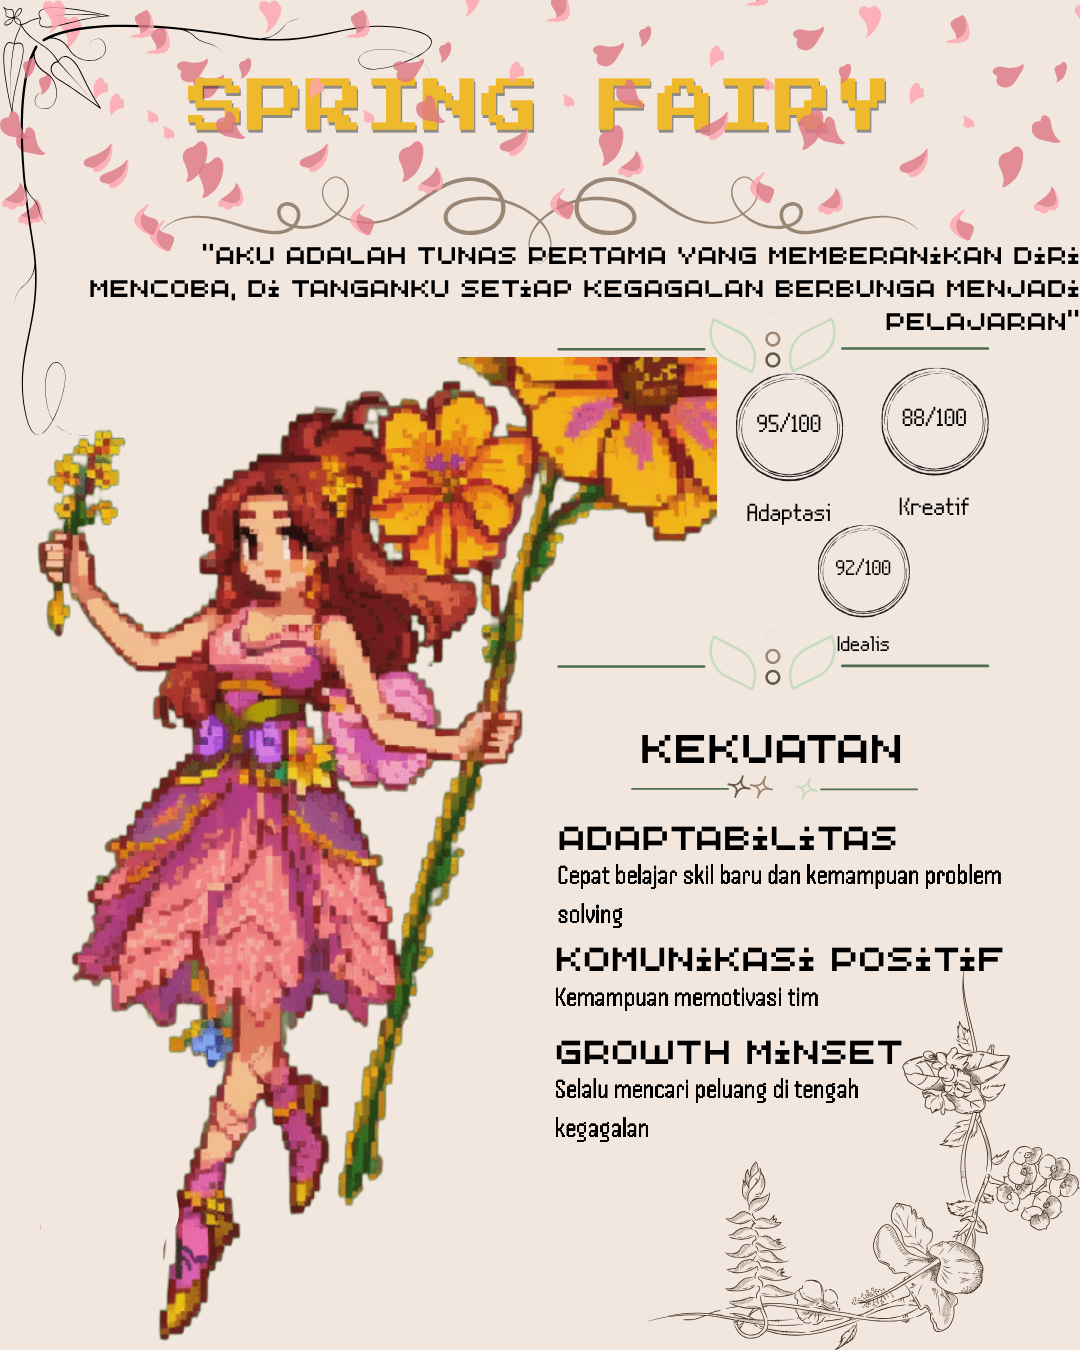 SPRING FAIRY
"AKU ADALAH TUNAS PERTAMA YANG MEMBERANiKAN DiRi
MENCOBA, Di TANGANKU SETiAP KEGAGALAN BERBUNGA MENJADi
PELAJARAN"
95/100
88/100
Adaptasi
Kreatif
92/100
Idealis
KEKUATAN
ADAPTABiLiTAS
Cepat belajar skil baru dan kemampuan problem
solving
KOMUNiKASi POSiTiF
Kemampuan memotivasi tim
GROWTH MiNSET
Selalu mencari peluang di tengah
kegagalan